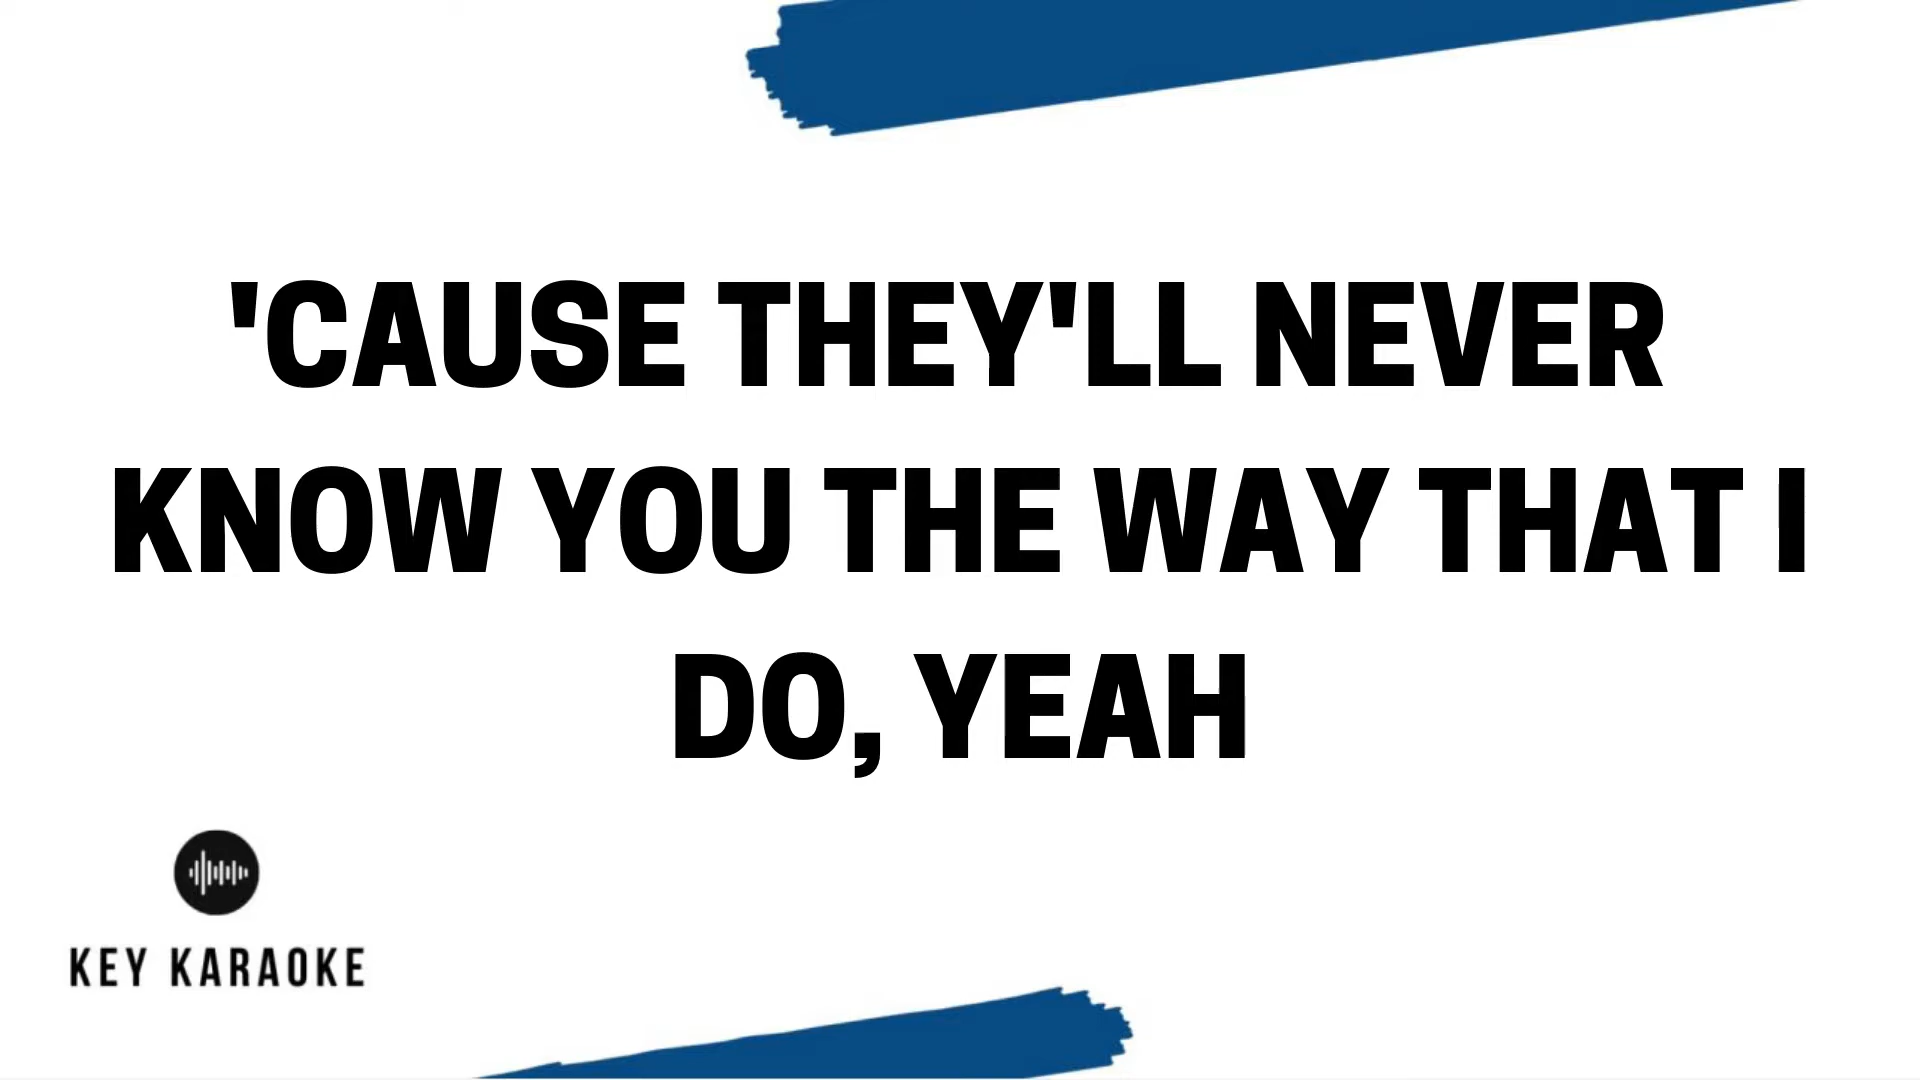 'CAUSE THEY'LL NEVER
KNOW YOU THE WAY THAT I
DO, YEAH
KEY KARAOKE